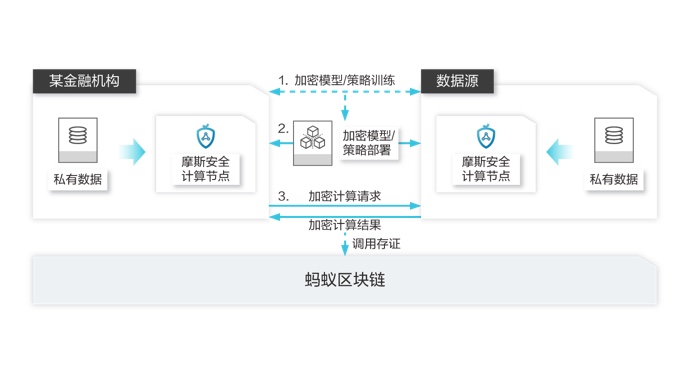 某金融机构
1. 加密模型/策略训练
数据源
2.
加密模型/
策略部署
私有数据
摩斯安全
计算节点
摩斯安全
计算节点
私有数据
3. 加密计算请求
加密计算结果
调用存证
蚂蚁区块链